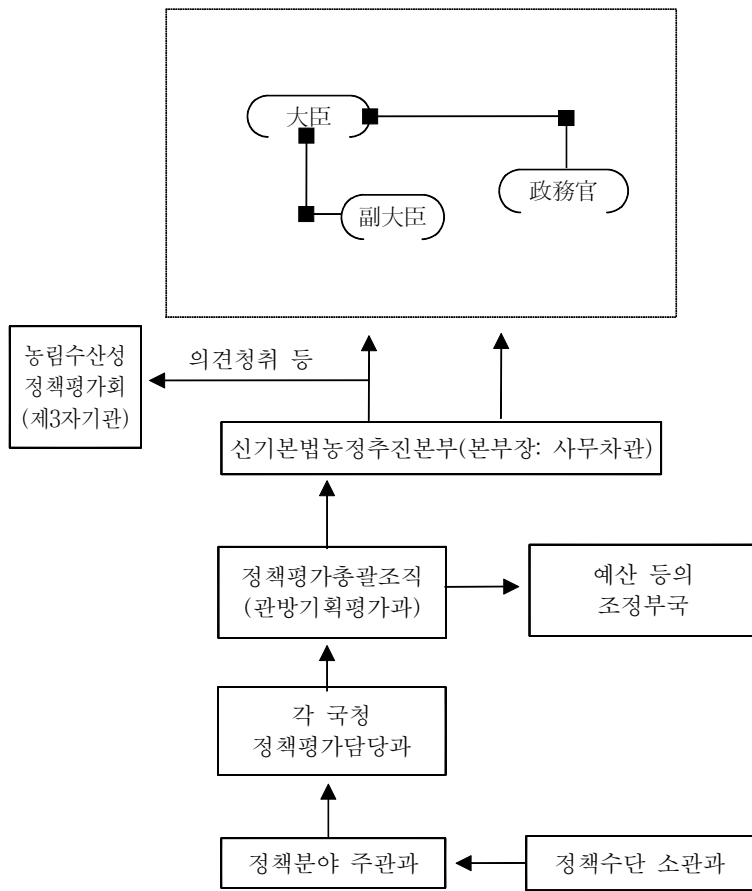 大臣
政務官
副大臣
농림수산성
정책평가회
(제3자기관)
의견청취 등
신기본법농정추진본부(본부장: 사무차관)
정책평가총괄조직
(관방기획평가과)
예산 등의
조정부국
각 국청
정책평가담당과
정책분야 주관과
정책수단 소관과